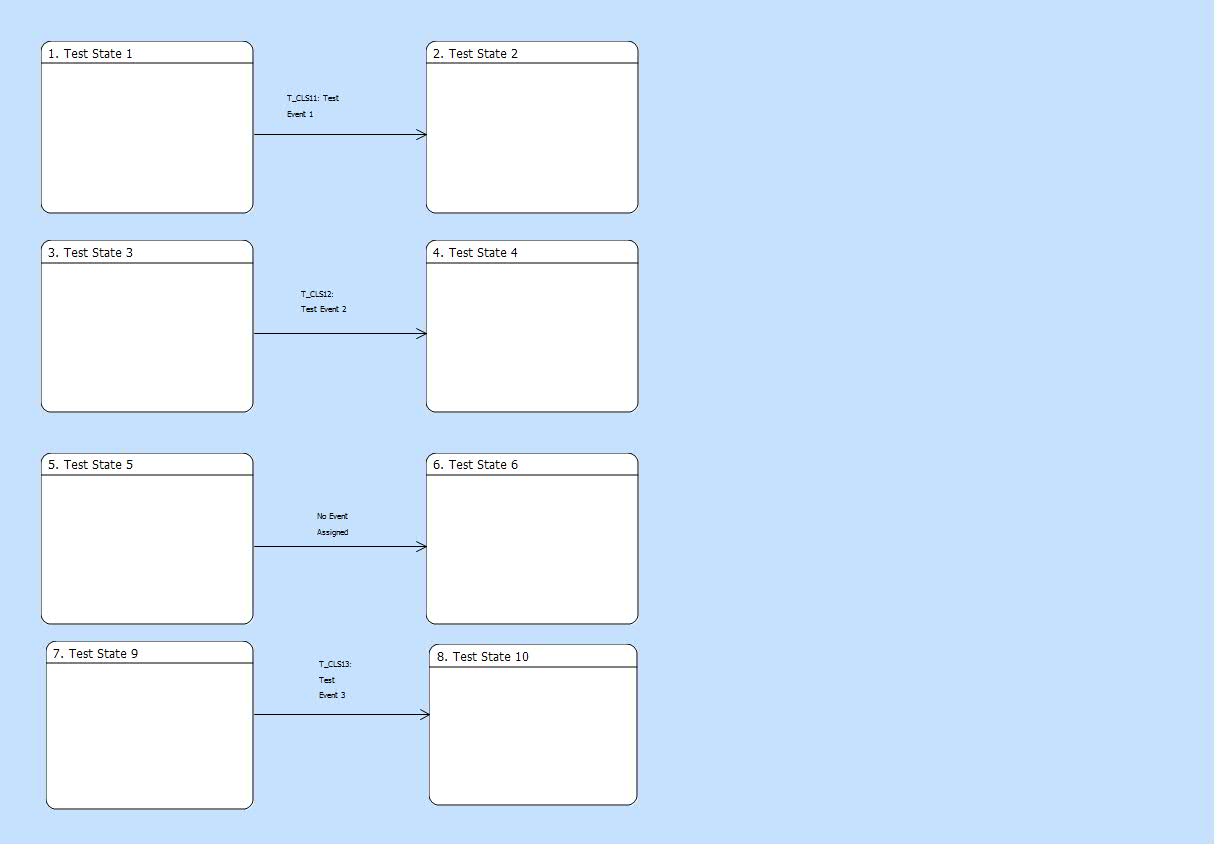 1. Test State 1
2. Test State 2
T_CLS11: Test
Event 1
3. Test State 3
4. Test State 4
T_CLS12:
Test Event 2
5. Test State 5
6. Test State 6
No Event
Assigned
7. Test State 9
8. Test State 10
T_CLS13:
Test
Event 3